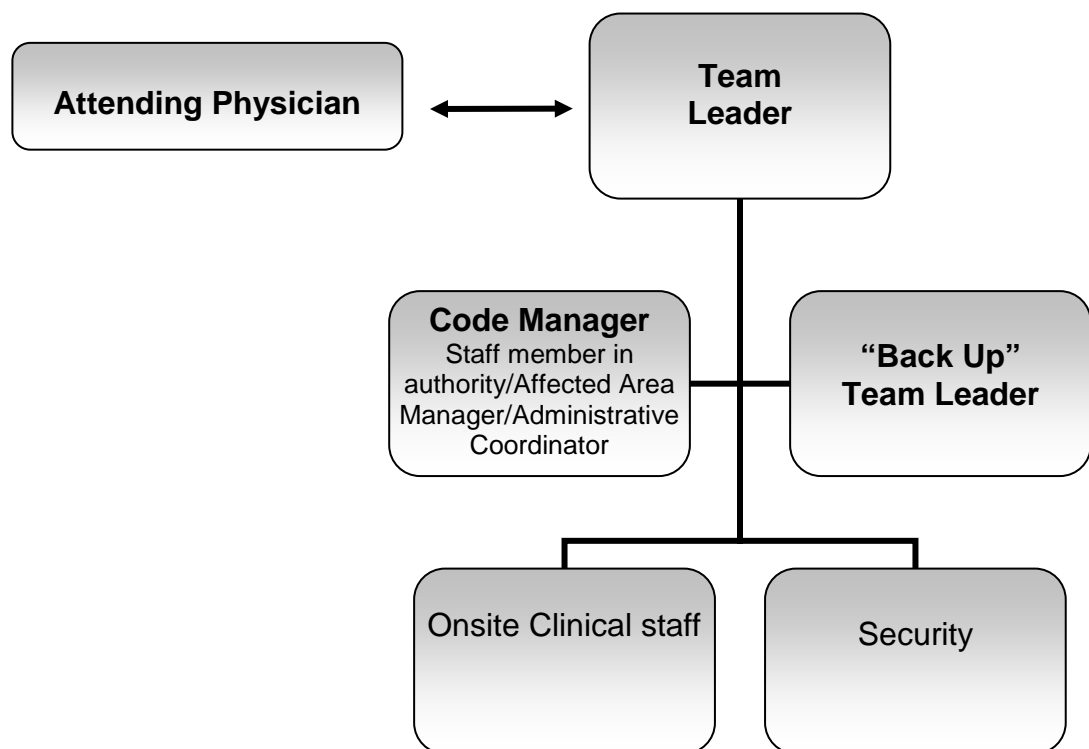 Attending Physician
Team
Leader
Code Manager
Staff member in
authority/Affected Area
Manager/Administrative
Coordinator
“Back Up”
Team Leader
Onsite Clinical staff
Security